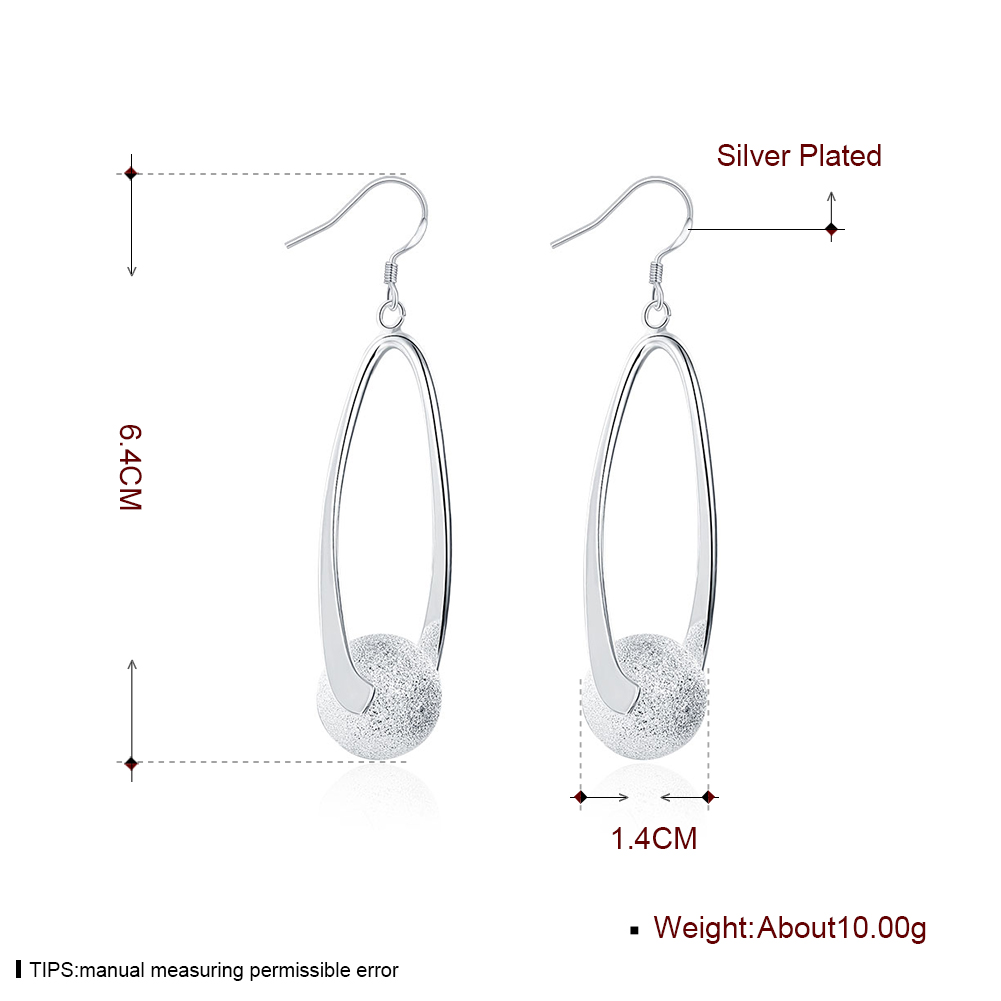 Silver Plated
6.4CM
1.4CM
Weight:About10.00g
TIPS:manual measuring permissible error